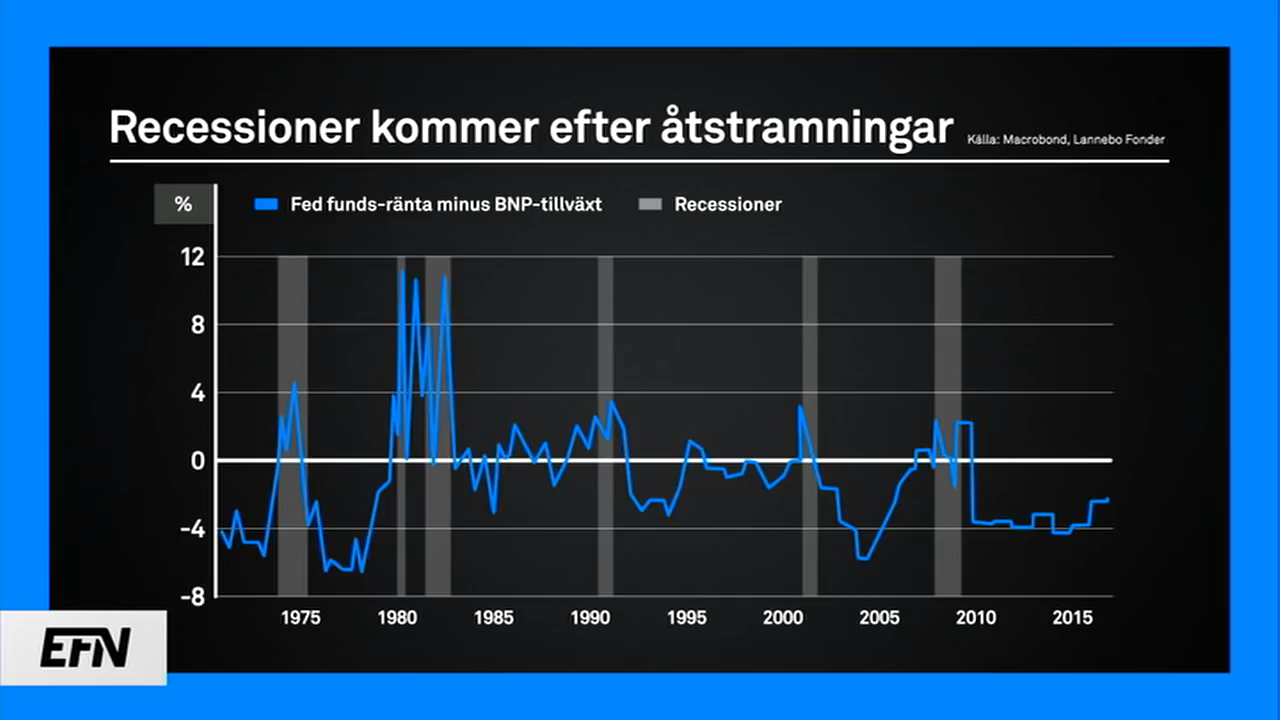 Recessioner kommer efter åtstramningar
Källa: Macrobond, Lannebo Fonder
%
Fed funds-ränta minus BNP-tillväxt
Recessioner
12
8
4
0
-4
-8
1975 1980 1985 1990 1995 2000 2005 2010 2015
EFN